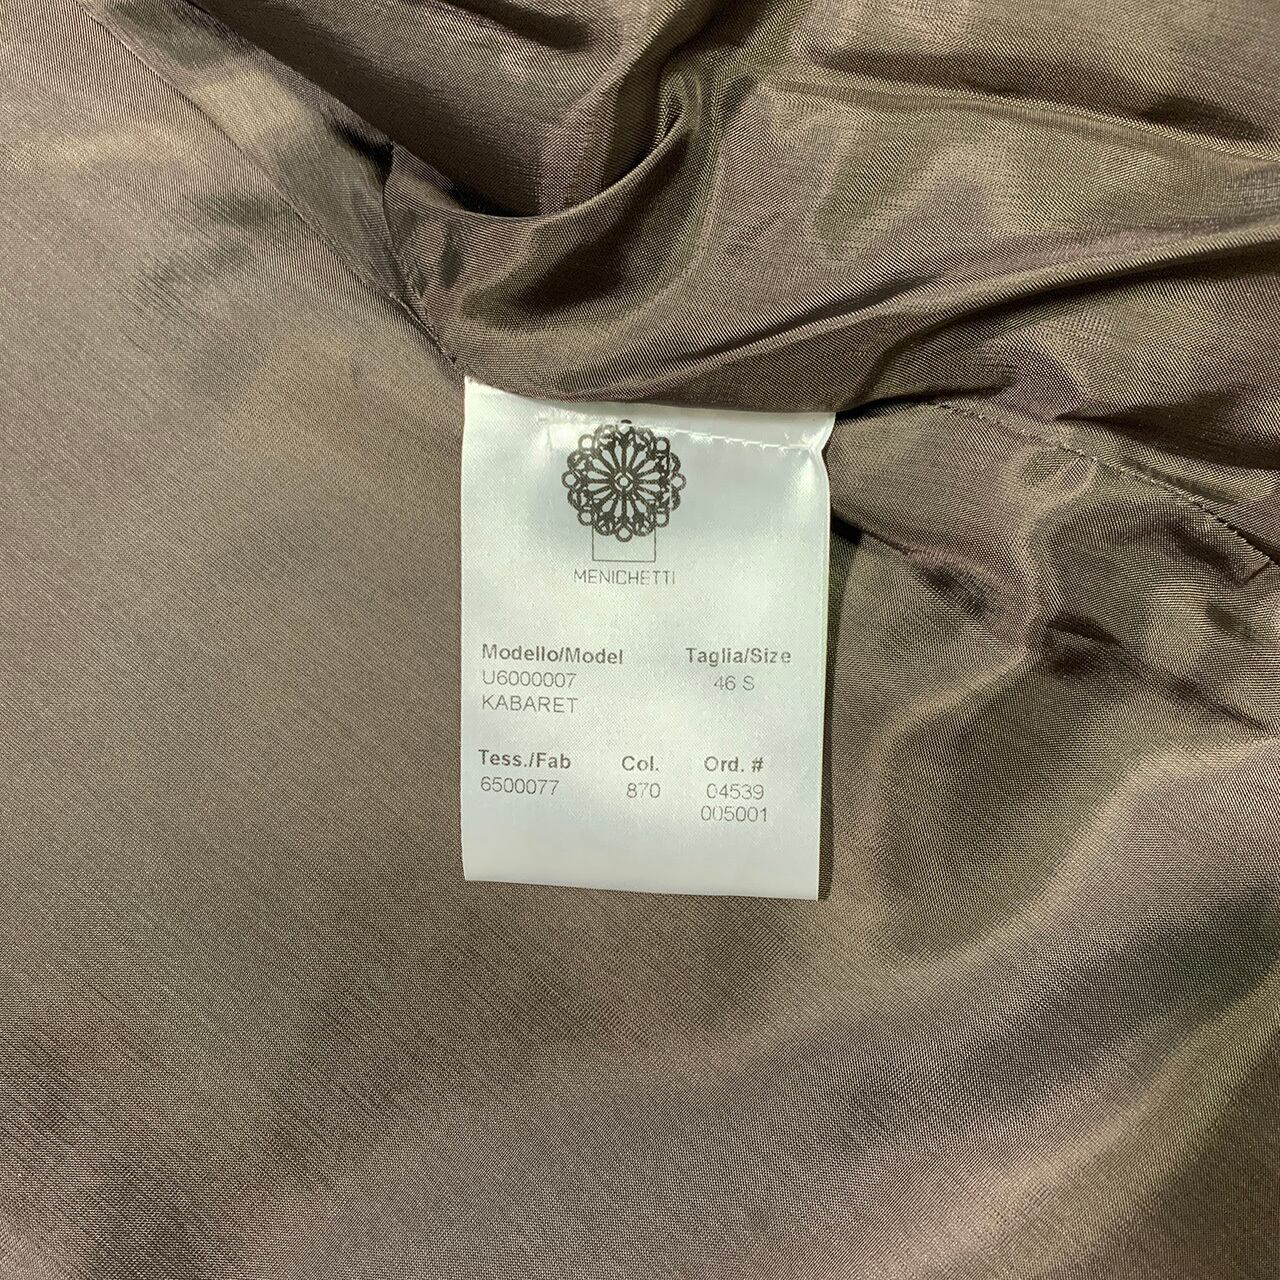 MENICHETTI
Modello/Model Taglia/Size
U6000007 46 S
KABARET
Tess./Fab Col. Ord. #
6500077 870 04539
005001